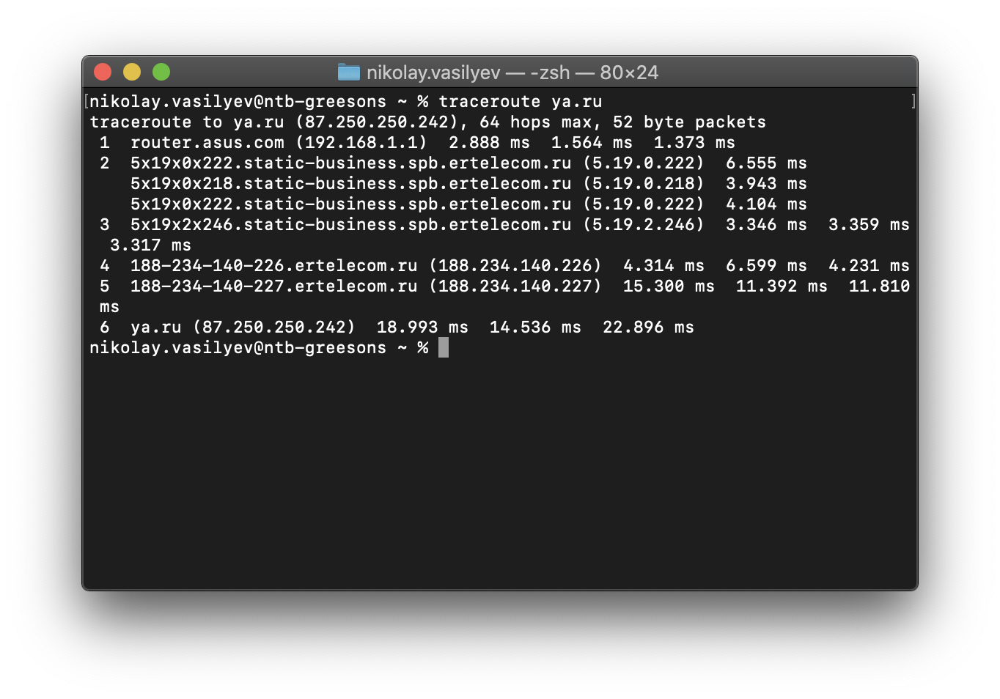 nikolay.vasilyev — -zsh — 80×24
[nikolay.vasilyev@ntb-greesons ~ % traceroute ya.ru ]
traceroute to ya.ru (87.250.250.242), 64 hops max, 52 byte packets
 1  router.asus.com (192.168.1.1)  2.888 ms  1.564 ms  1.373 ms
 2  5x19x0x222.static-business.spb.ertelecom.ru (5.19.0.222)  6.555 ms
    5x19x0x218.static-business.spb.ertelecom.ru (5.19.0.218)  3.943 ms
    5x19x0x222.static-business.spb.ertelecom.ru (5.19.0.222)  4.104 ms
 3  5x19x2x246.static-business.spb.ertelecom.ru (5.19.2.246)  3.346 ms  3.359 ms
  3.317 ms
 4  188-234-140-226.ertelecom.ru (188.234.140.226)  4.314 ms  6.599 ms  4.231 ms
 5  188-234-140-227.ertelecom.ru (188.234.140.227)  15.300 ms  11.392 ms  11.810
 ms
 6  ya.ru (87.250.250.242)  18.993 ms  14.536 ms  22.896 ms
nikolay.vasilyev@ntb-greesons ~ %